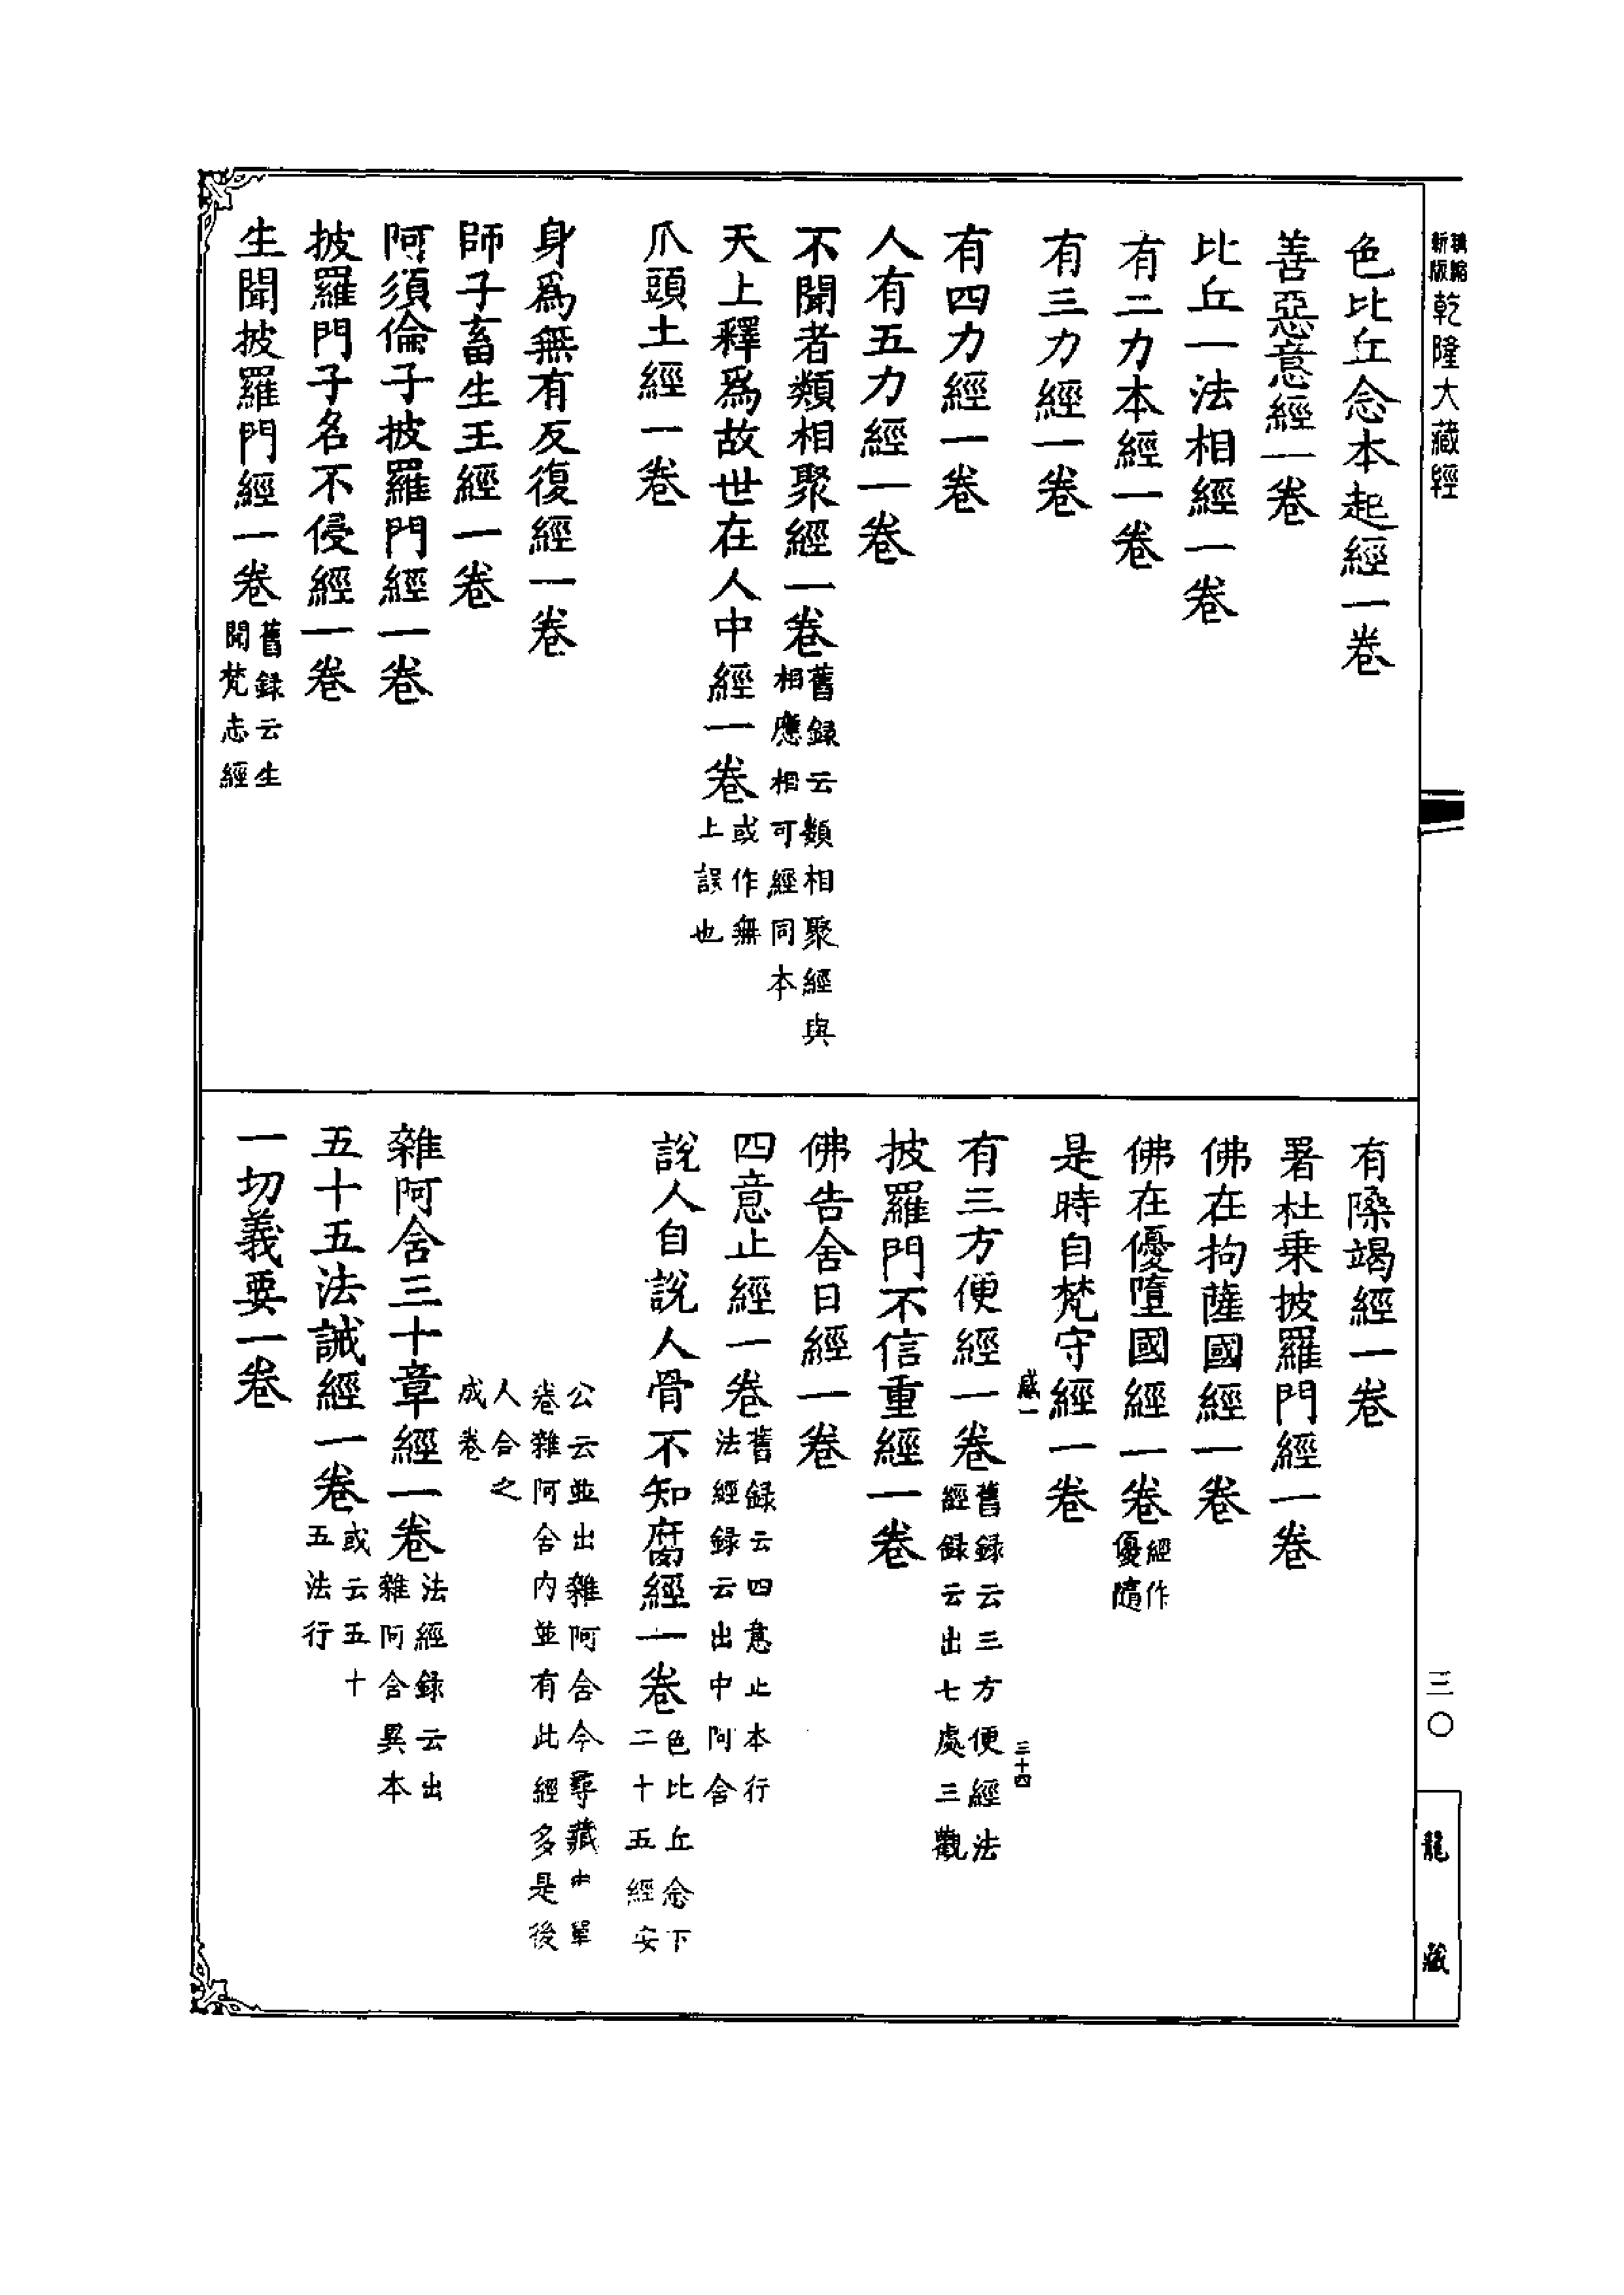 新版精縮乾隆大藏經
色比丘念本起經一卷
善惡意經一卷
比丘一法相經一卷
有二力本經一卷
有三力經一卷
有四力經一卷
人有五力經一卷
不聞者類相聚經一卷舊録云類相聚經與
相應相可經同本
天上釋爲故世在人中經一卷或作無
上誤也
爪頭土經一卷
身爲無有反復經一卷
師子畜生王經一卷
阿須倫子披羅門經一卷
披羅門子名不侵經一卷
生聞披羅門經一卷舊録云生
聞梵志經
有𣡡竭經一卷
署杜乘披羅門經一卷
佛在拘薩國經一卷
佛在優墮國經一卷經作
優隨
是時自梵守經一卷
有三方便經一卷舊録云三方便經法
經録云出七處三觀
披羅門不信重經一卷
佛告舍日經一卷
四意止經一卷舊録云四意止本行
法經録云出中阿含
說人自說人骨不知腐經一卷色比丘念下
二十五經安
公云並出雜阿含今尋藏中單
卷雜阿含内並有此經多是後
人合之
成卷
雜阿含三十章經一卷法經録云出
雜阿含異本
五十五法誡經一卷或云五十
五法行
一切義要一卷
三十四
三〇
龍藏